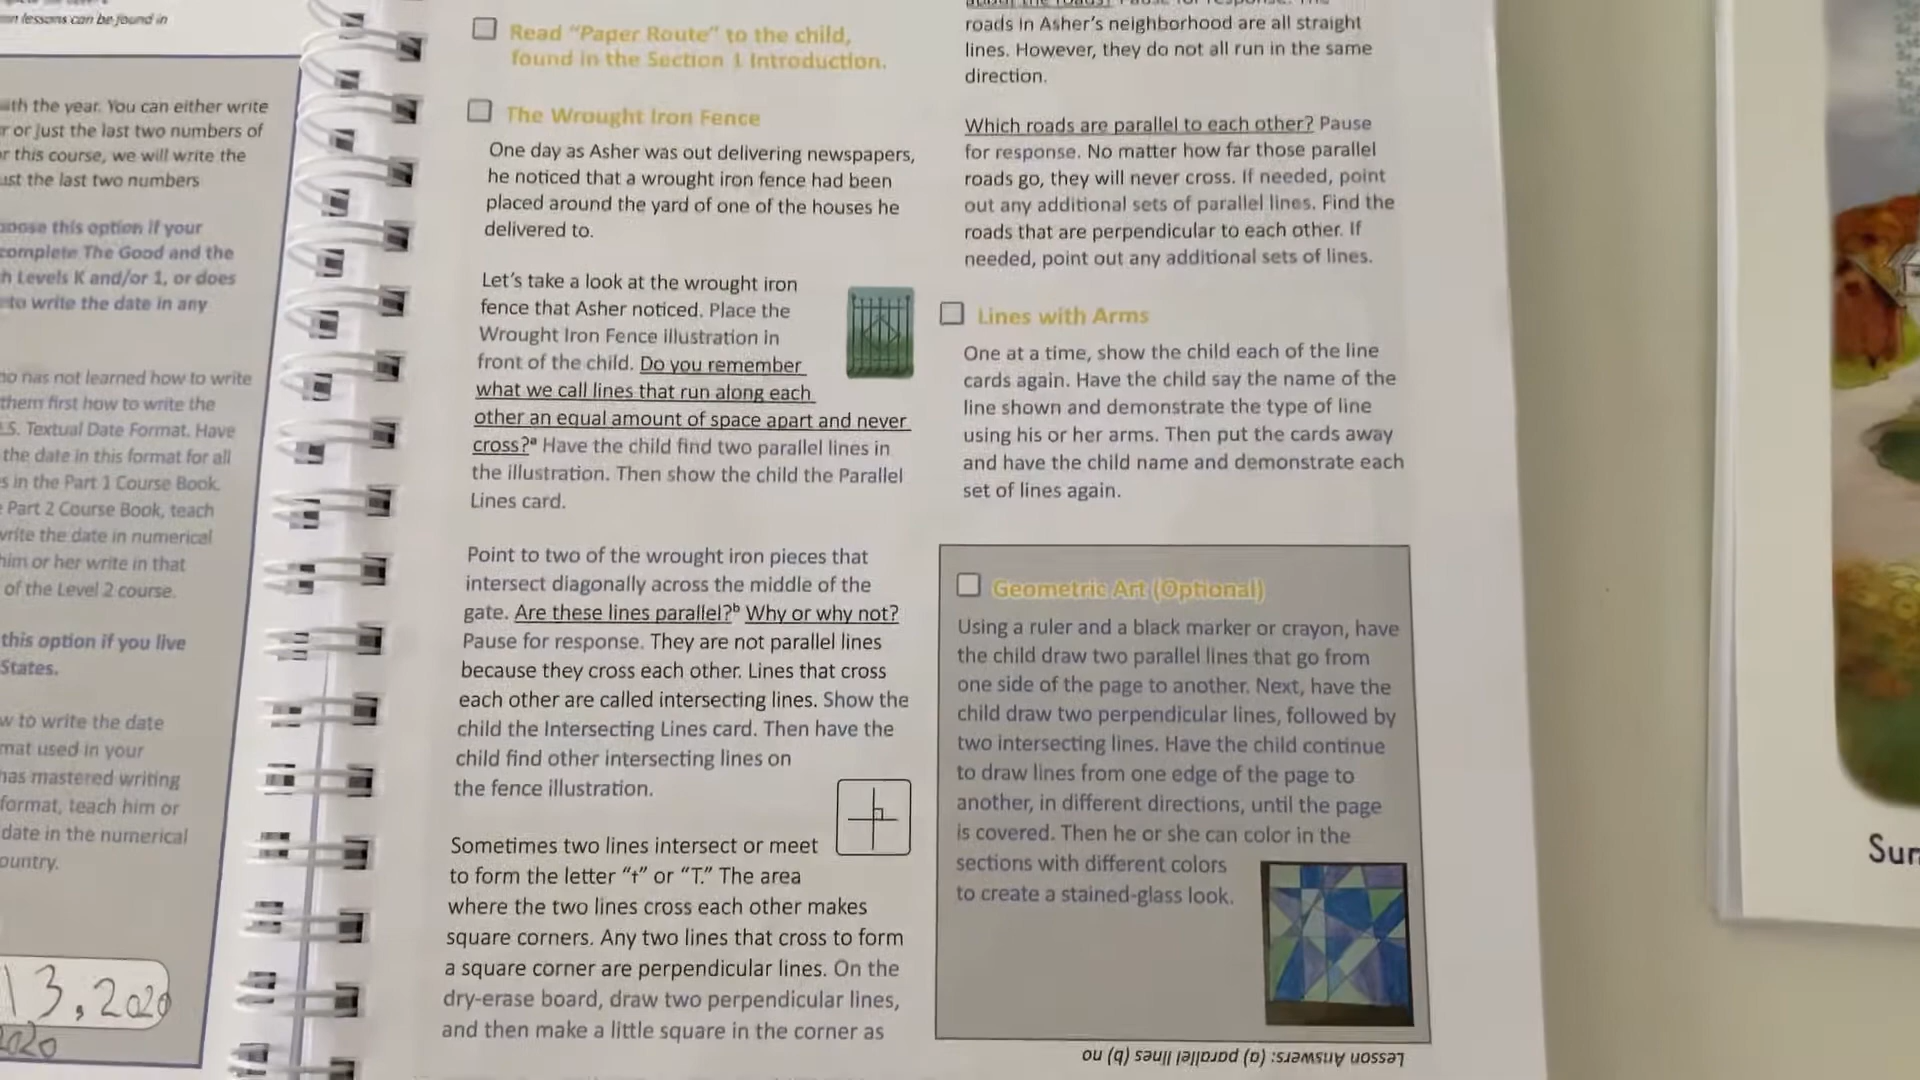 lessons can be found in
with the year. You can either write
or just the last two numbers of
this course, we will write the
just the last two numbers
this option if your
complete The Good and the
Levels K and/or 1, or does
to write the date in any
has not learned how to write
them first how to write the
Textual Date Format. Have
the date in this format for all
in the Part 1 Course Book.
Part 2 Course Book, teach
write the date in numerical
him or her write in that
of the Level 2 course.
this option if you live
States.
to write the date
used in your
has mastered writing
format, teach him or
date in the numerical
13, 2020
2020
Read “Paper Route” to the child,
found in the Section 1 Introduction.
The Wrought Iron Fence
One day as Asher was out delivering newspapers,
he noticed that a wrought iron fence had been
placed around the yard of one of the houses he
delivered to.
Let’s take a look at the wrought iron
fence that Asher noticed. Place the
Wrought Iron Fence illustration in
front of the child. Do you remember
what we call lines that run along each
other an equal amount of space apart and never
cross?ᵃ Have the child find two parallel lines in
the illustration. Then show the child the Parallel
Lines card.
Point to two of the wrought iron pieces that
intersect diagonally across the middle of the
gate. Are these lines parallel?ᵇ Why or why not?
Pause for response. They are not parallel lines
because they cross each other. Lines that cross
each other are called intersecting lines. Show the
child the Intersecting Lines card. Then have the
child find other intersecting lines on
the fence illustration.
Sometimes two lines intersect or meet
to form the letter “t” or “T.” The area
where the two lines cross each other makes
square corners. Any two lines that cross to form
a square corner are perpendicular lines. On the
dry-erase board, draw two perpendicular lines,
and then make a little square in the corner as
roads in Asher’s neighborhood are all straight
lines. However, they do not all run in the same
direction.
Which roads are parallel to each other? Pause
for response. No matter how far those parallel
roads go, they will never cross. If needed, point
out any additional sets of parallel lines. Find the
roads that are perpendicular to each other. If
needed, point out any additional sets of lines.
Lines with Arms
One at a time, show the child each of the line
cards again. Have the child say the name of the
line shown and demonstrate the type of line
using his or her arms. Then put the cards away
and have the child name and demonstrate each
set of lines again.
Geometric Art (Optional)
Using a ruler and a black marker or crayon, have
the child draw two parallel lines that go from
one side of the page to another. Next, have the
child draw two perpendicular lines, followed by
two intersecting lines. Have the child continue
to draw lines from one edge of the page to
another, in different directions, until the page
is covered. Then he or she can color in the
sections with different colors
to create a stained-glass look.
Lesson Answers: (a) parallel lines (b) no